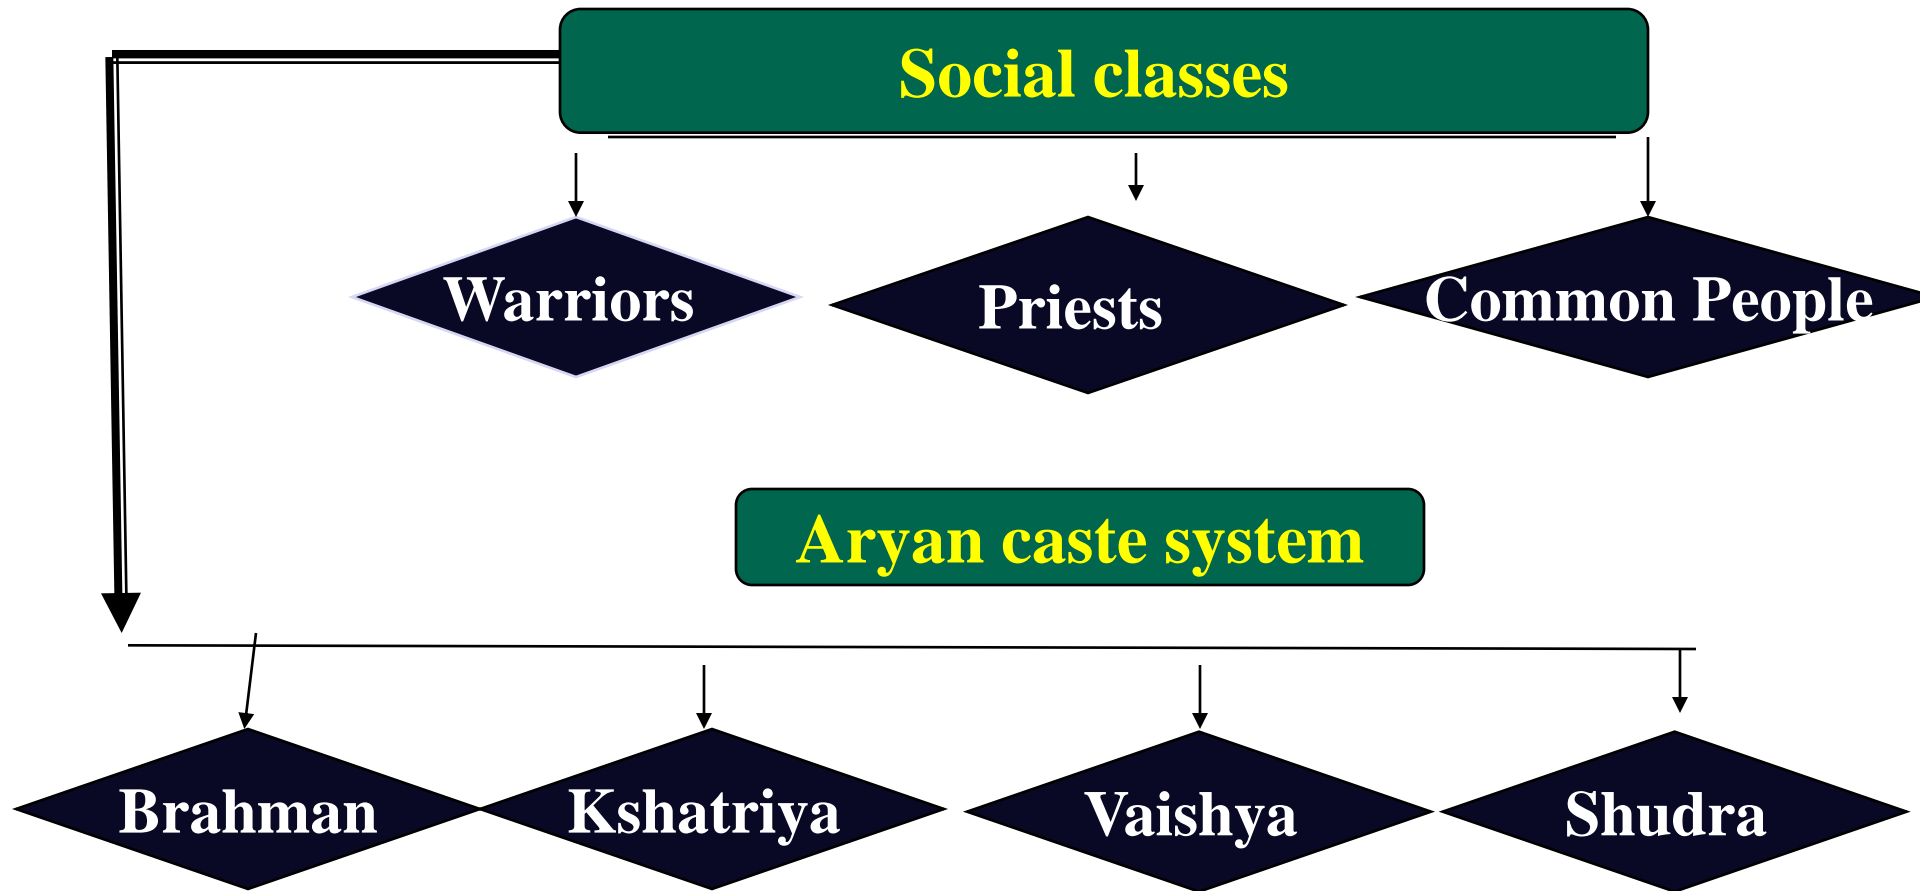 Social classes
Warriors
Priests
Common People
Aryan caste system
Brahman
Kshatriya
Vaishya
Shudra